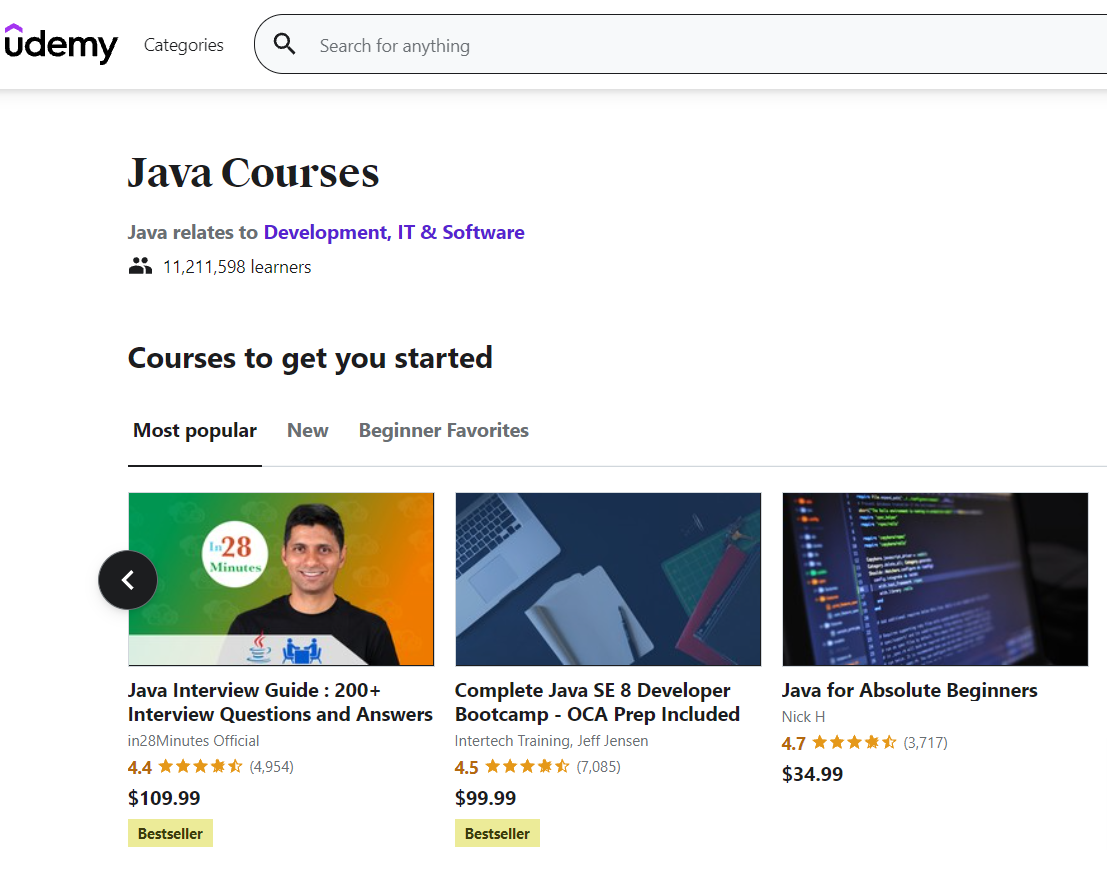 udemy
Categories
Search for anything
Java Courses
Java relates to Development, IT & Software
11,211,598 learners
Courses to get you started
Most popular
New
Beginner Favorites
In 28
Minutes
Java Interview Guide : 200+
Interview Questions and Answers
in28Minutes Official
4.4 (4,954)
$109.99
Bestseller
Complete Java SE 8 Developer
Bootcamp - OCA Prep Included
Intertech Training, Jeff Jensen
4.5 (7,085)
$99.99
Bestseller
Java for Absolute Beginners
Nick H
4.7 (3,717)
$34.99